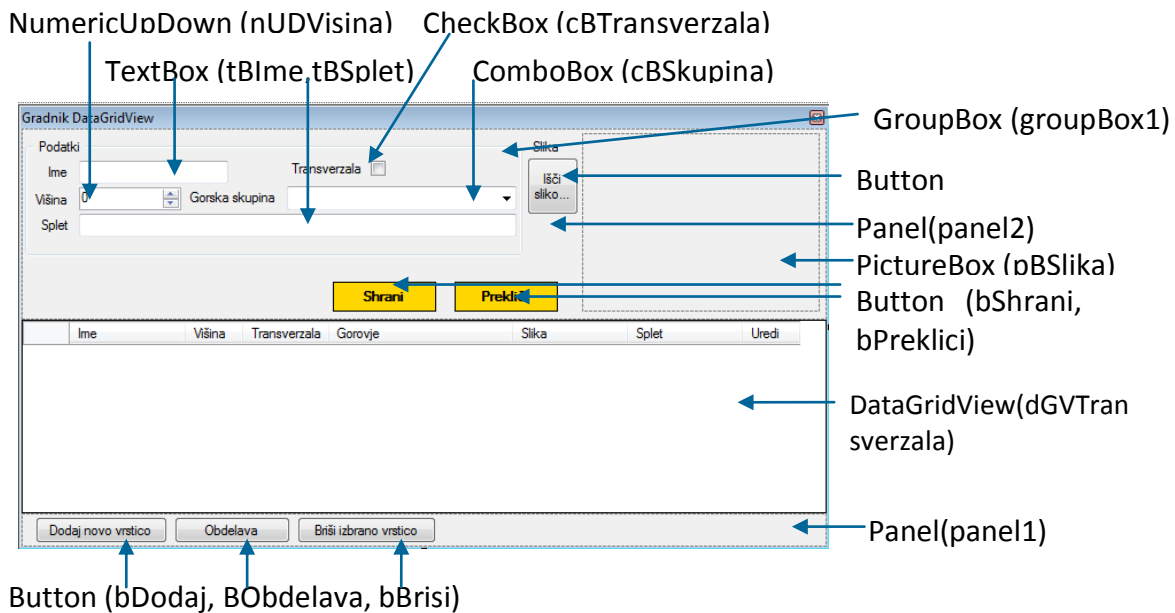 NumericUpDown (nUDVisina) CheckBox (cBTransverzala)
TextBox (tBIme,tBSplet) ComboBox (cBSkupina)
Gradnik DataGridView
GroupBox (groupBox1)
Podatki
Slika
Ime
Transverzala
Išči
sliko...
Button
Višina 0 Gorska skupina
Splet
Panel(panel2)
PictureBox (pBSlika)
Shrani
Prekliči
Button (bShrani,
bPreklici)
Ime Višina Transverzala Gorovje Slika Splet Uredi
DataGridView(dGVTran
sverzala)
Dodaj novo vrstico Obdelava Briši izbrano vrstico
Panel(panel1)
Button (bDodaj, BObdelava, bBrisi)